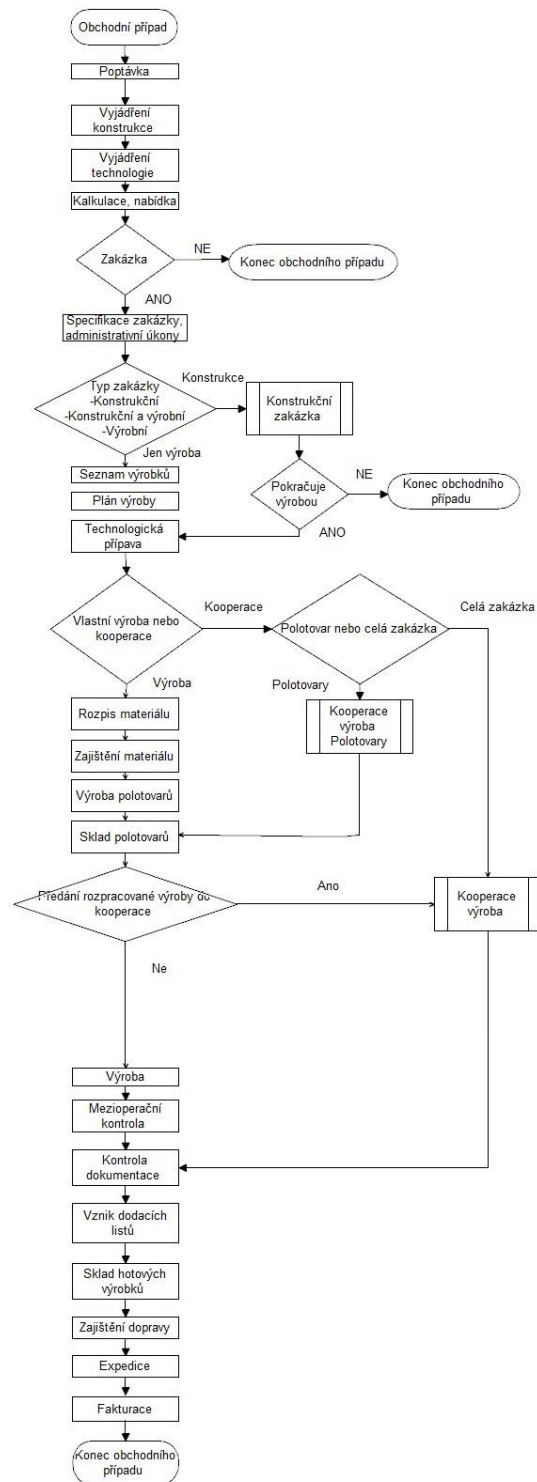 Obchodní případ
Poptávka
Vyjádření
konstrukce
Vyjádření
technologie
Kalkulace, nabídka
Zakázka
NE
Konec obchodního případu
ANO
Specifikace zakázky,
administrativní úkony
Typ zakázky
-Konstrukční
-Konstrukční a výrobní
-Výrobní
Konstrukce
Konstrukční
zakázka
Jen výroba
Seznam výrobků
Plán výroby
Pokračuje
výrobou
NE
Konec obchodního
případu
ANO
Technologická
přípava
Vlastní výroba nebo
kooperace
Kooperace
Polotovar nebo celá zakázka
Celá zakázka
Výroba
Polotovary
Rozpis materiálu
Kooperace
výroba
Polotovary
Zajištění materiálu
Výroba polotovarů
Sklad polotovarů
Předání rozpracované výroby do
kooperace
Ano
Kooperace
výroba
Ne
Výroba
Mezioperační
kontrola
Kontrola
dokumentace
Vznik dodacích
listů
Sklad hotových
výrobků
Zajištění dopravy
Expedice
Fakturace
Konec obchodního
případu